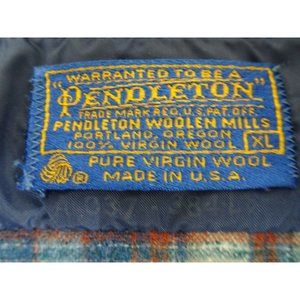 "WARRANTED TO BE A
"PENDLETON"
TRADE MARK REG. U.S. PAT. OFF.
PENDLETON WOOLEN MILLS
PORTLAND, OREGON
100% VIRGIN WOOL XL
PURE VIRGIN WOOL
MADE IN U.S.A.